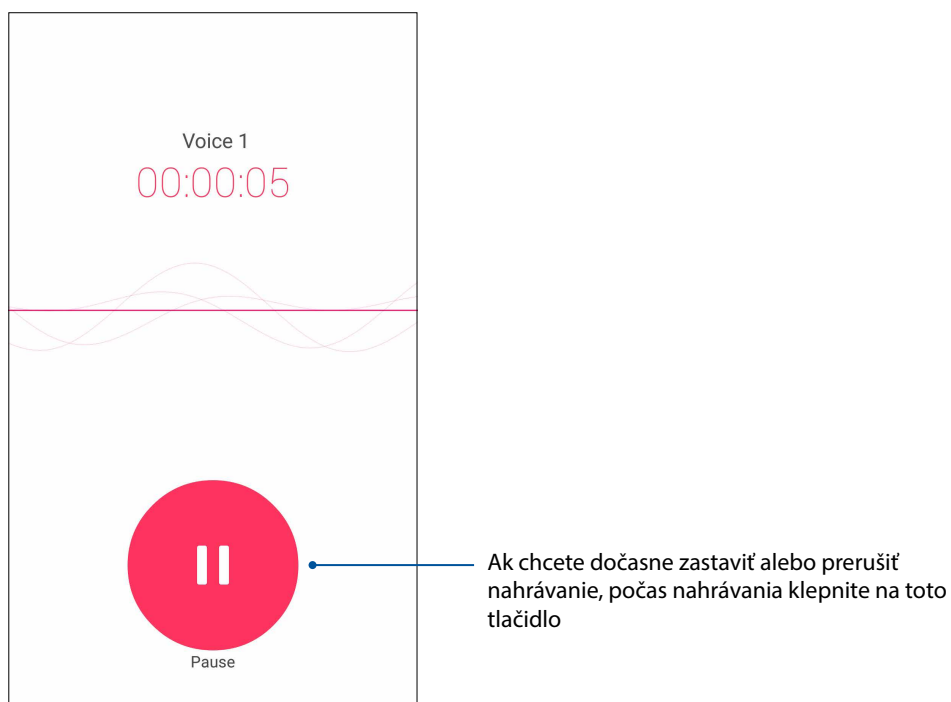 Voice 1
00:00:05
Ak chcete dočasne zastaviť alebo prerušiť
nahrávanie, počas nahrávania klepnite na toto
tlačidlo
Pause